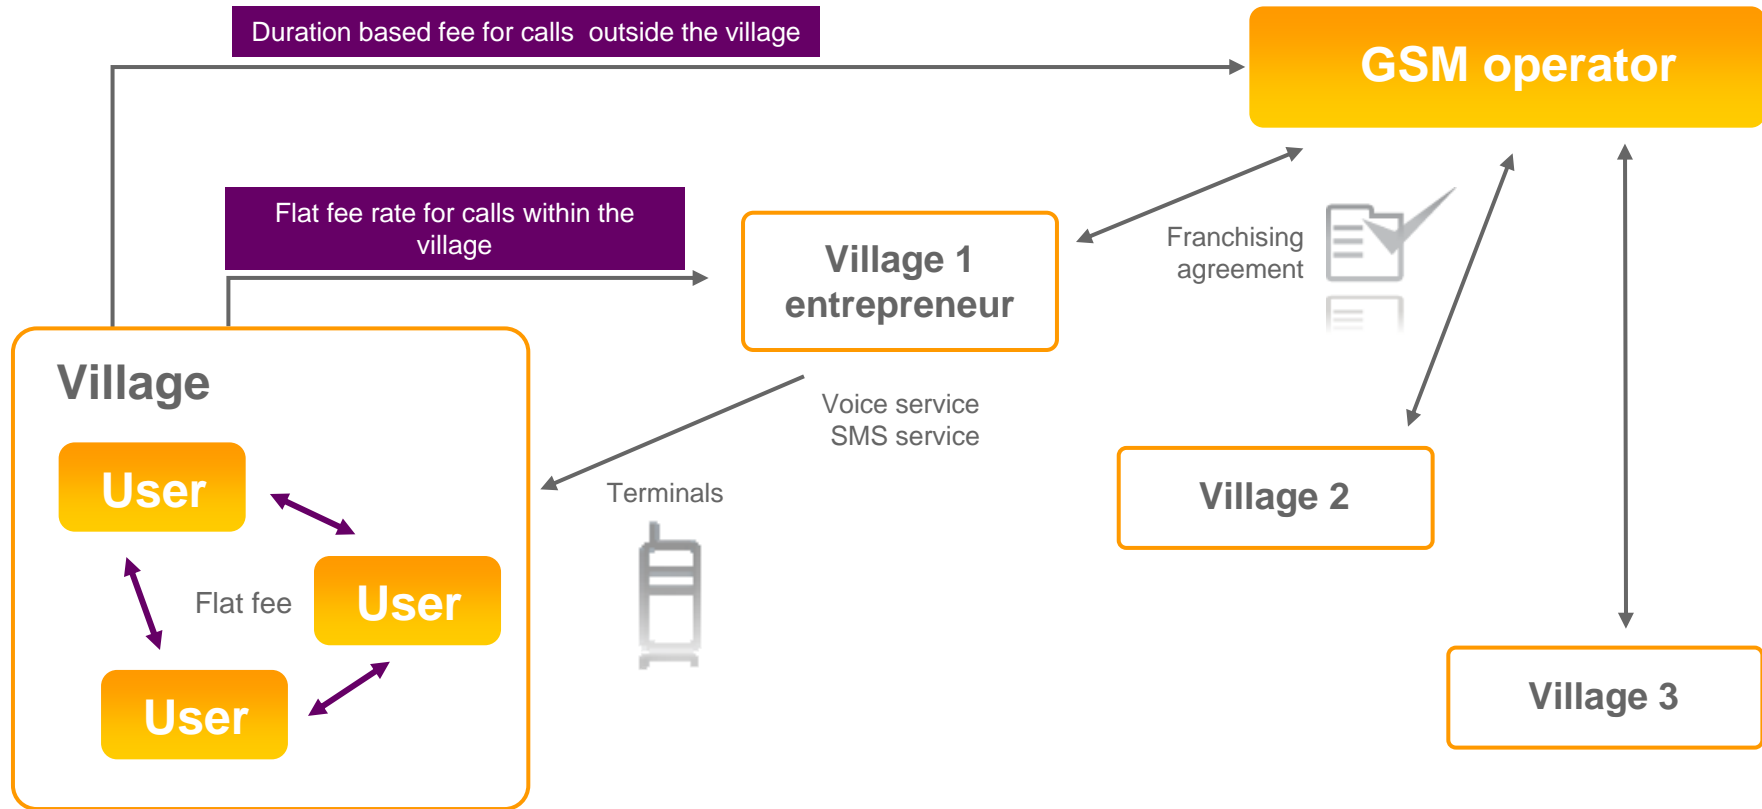 Duration based fee for calls  outside the village
GSM operator
Flat fee rate for calls within the
village
Village 1
entrepreneur
Franchising
agreement
Village
Voice service
SMS service
User
Terminals
Village 2
Flat fee
User
User
Village 3